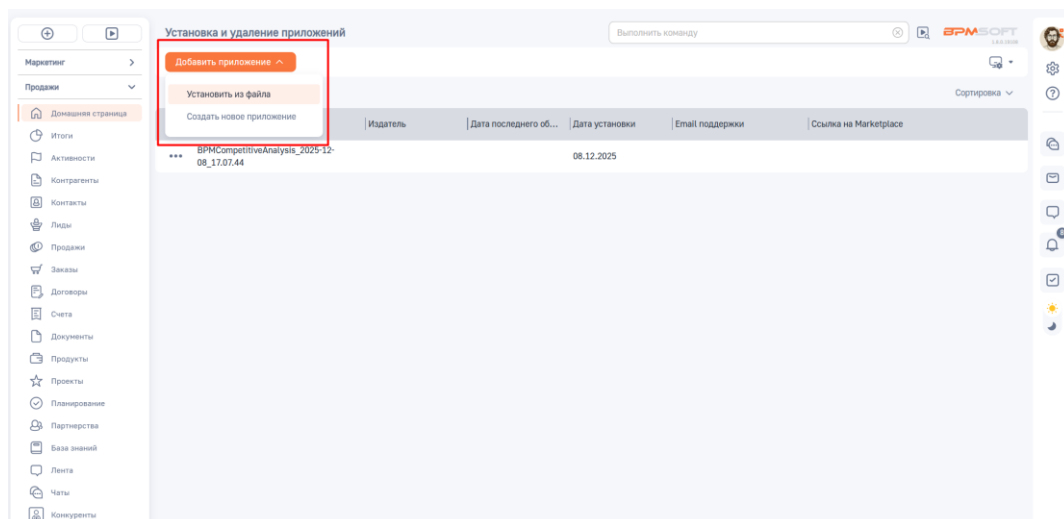 Установка и удаление приложений
Выполнить команду
BPMSOFT
Маркетинг
Добавить приложение
Продажи
Установить из файла
Сортировка
Домашняя страница
Создать новое приложение
Издатель
Дата последнего об...
Дата установки
Email поддержки
Ссылка на Marketplace
Итоги
BPMCompetitiveAnalysis_2025-12-
08_17.07.44
08.12.2025
Активности
Контрагенты
Контакты
Лиды
Продажи
Заказы
Договоры
Счета
Документы
Продукты
Проекты
Планирование
Партнерства
База знаний
Лента
Чаты
Конкуренты